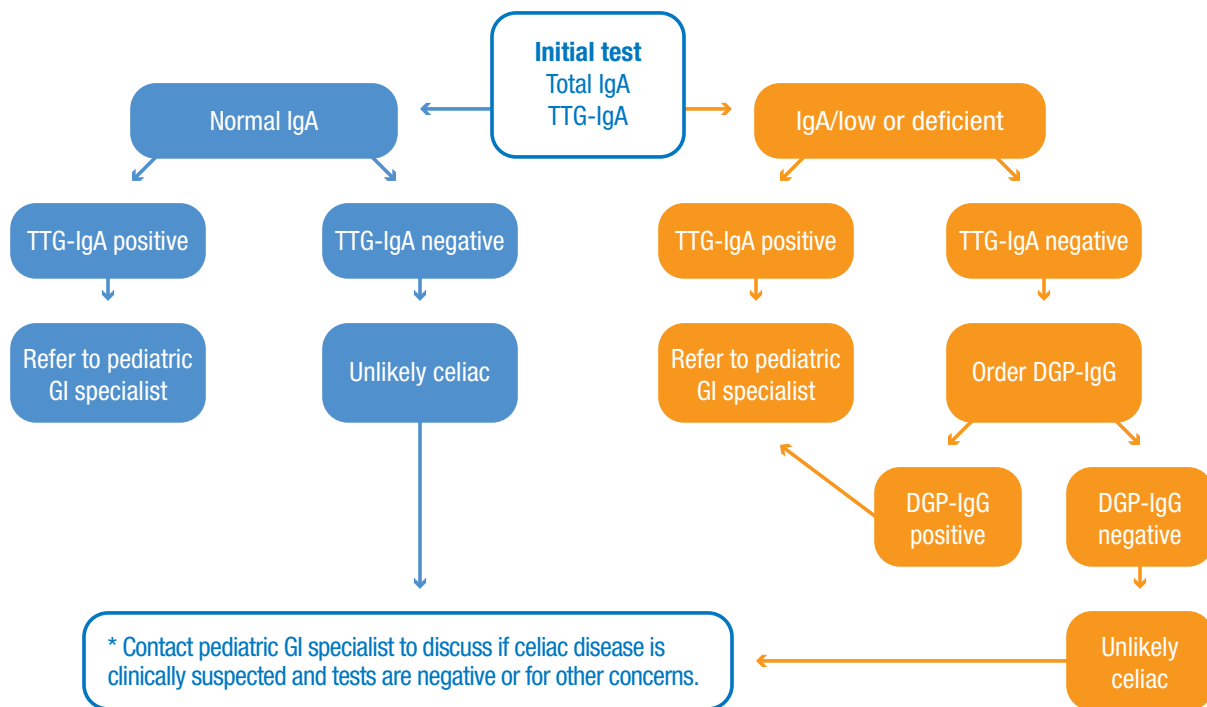 Initial test
Total IgA
TTG-IgA
Normal IgA
IgA/low or deficient
TTG-IgA positive
TTG-IgA negative
TTG-IgA positive
TTG-IgA negative
Refer to pediatric
GI specialist
Unlikely celiac
Refer to pediatric
GI specialist
Order DGP-IgG
DGP-IgG
positive
DGP-IgG
negative
* Contact pediatric GI specialist to discuss if celiac disease is
clinically suspected and tests are negative or for other concerns.
Unlikely
celiac